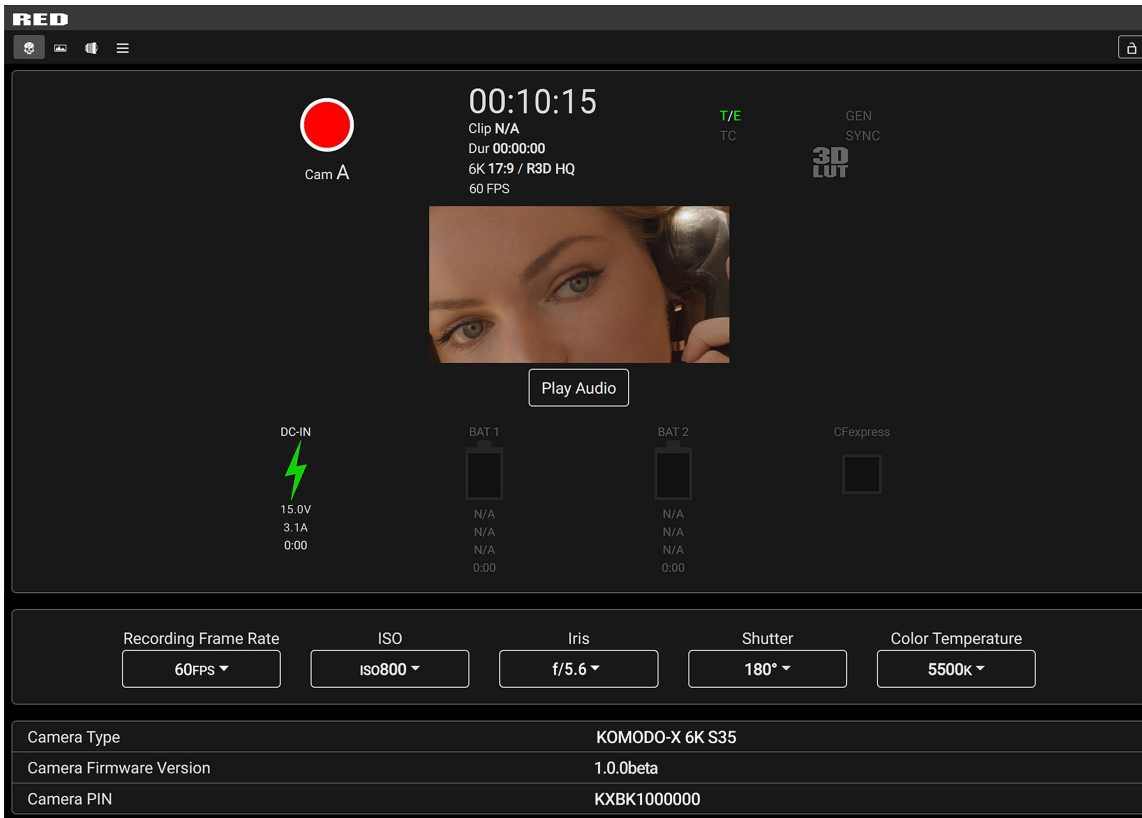 RED
00:10:15
Clip N/A
Dur 00:00:00
6K 17:9 / R3D HQ
60 FPS
Cam A
T/E
TC
GEN
SYNC
3D
LUT
Play Audio
DC-IN
15.0V
3.1A
0:00
BAT 1
N/A
N/A
N/A
0:00
BAT 2
N/A
N/A
N/A
0:00
CFexpress
Recording Frame Rate
60FPS
ISO
ISO800
Iris
f/5.6
Shutter
180°
Color Temperature
5500K
Camera Type KOMODO-X 6K S35
Camera Firmware Version 1.0.0beta
Camera PIN KXBK1000000